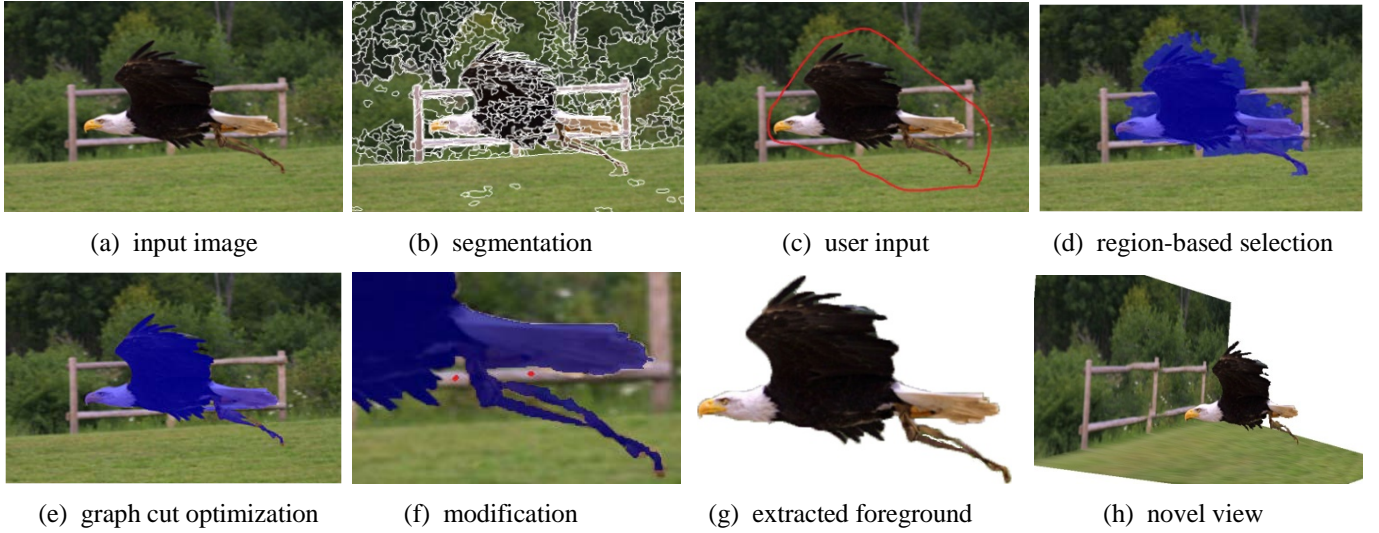 (a) input image
(b) segmentation
(c) user input
(d) region-based selection
(e) graph cut optimization
(f) modification
(g) extracted foreground
(h) novel view